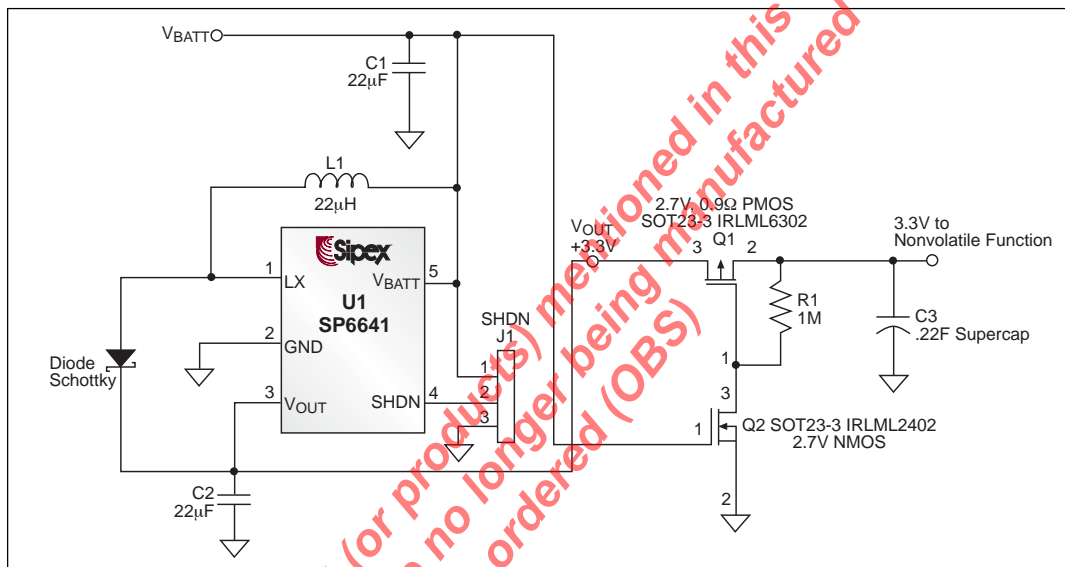 VBATT
C1
22µF
L1
22µH
Sipex
U1
SP6641
1
LX
2
GND
3
VOUT
VBATT
5
SHDN
4
SHDN
J1
1
2
3
Diode
Schottky
C2
22µF
VOUT
+3.3V
2.7V, 0.9Ω PMOS
SOT23-3 IRLML6302
Q1
3
2
1
R1
1M
3.3V to
Nonvolatile Function
C3
.22F Supercap
3
1
Q2 SOT23-3 IRLML2402
2.7V NMOS
2
(or products) mentioned in this
no longer being manufactured
ordered (OBS)